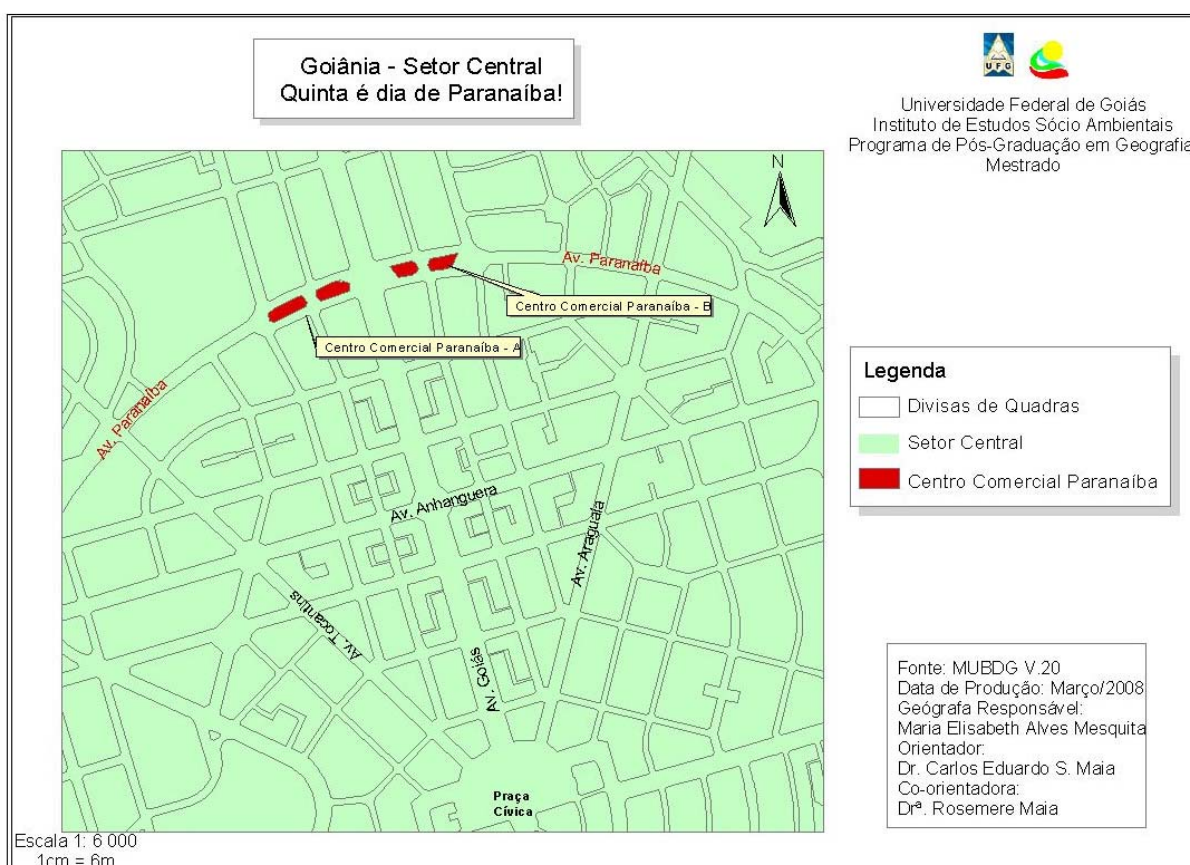 Goiânia - Setor Central
Quinta é dia de Paranaíba!
UFG
Universidade Federal de Goiás
Instituto de Estudos Sócio Ambientais
Programa de Pós-Graduação em Geografia
Mestrado
N
Av. Paranaíba
Centro Comercial Paranaíba - B
Centro Comercial Paranaíba - A
Av. Paranaíba
Av. Anhanguera
Av. Araguaia
Av. Tocantins
Av. Goiás
Praça
Cívica
Legenda
Divisas de Quadras
Setor Central
Centro Comercial Paranaíba
Fonte: MUBDG V.20
Data de Produção: Março/2008
Geógrafa Responsável:
Maria Elisabeth Alves Mesquita
Orientador:
Dr. Carlos Eduardo S. Maia
Co-orientadora:
Drª. Rosemere Maia
Escala 1: 6 000
1cm = 6m